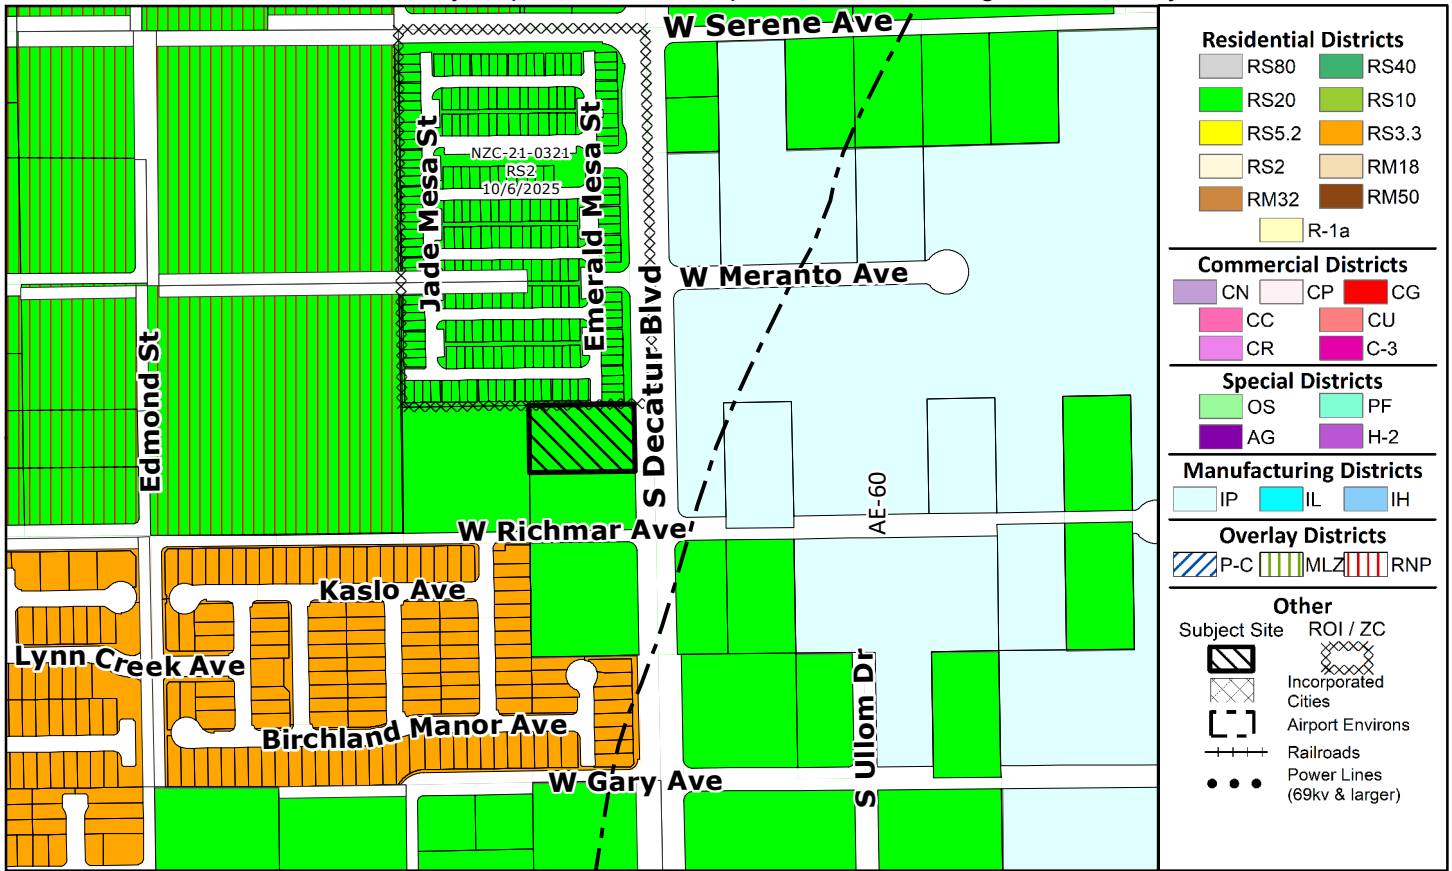 W Serene Ave
Jade Mesa St
Emerald Mesa St
NZC-21-0321
RS2
10/6/2025
W Meranto Ave
S Decatur Blvd
Edmond St
AE-60
W Richmar Ave
Kaslo Ave
Lynn Creek Ave
Birchland Manor Ave
W Gary Ave
S Ullom Dr
Residential Districts
RS80 RS40
RS20 RS10
RS5.2 RS3.3
RS2 RM18
RM32 RM50
R-1a
Commercial Districts
CN CP CG
CC CU
CR C-3
Special Districts
OS PF
AG H-2
Manufacturing Districts
IP IL IH
Overlay Districts
P-C MLZ RNP
Other
Subject Site ROI / ZC
Incorporated
Cities
Airport Environs
Railroads
Power Lines
(69kv & larger)